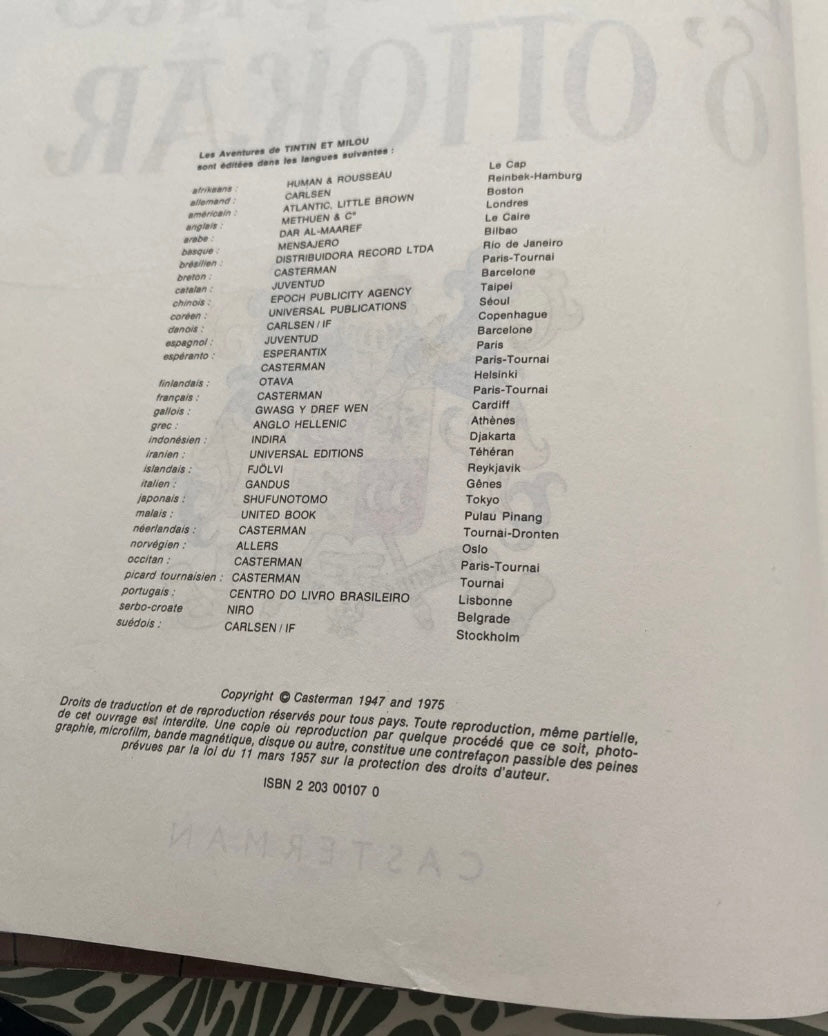 D'OTTOKAR
Les Aventures de TINTIN ET MILOU
sont éditées dans les langues suivantes :
afrikaans : HUMAN & ROUSSEAU Le Cap
allemand : CARLSEN Reinbek-Hamburg
américain : ATLANTIC, LITTLE BROWN Boston
anglais : METHUEN & C° Londres
arabe : DAR AL-MAAREF Le Caire
basque : MENSAJERO Bilbao
brésilien : DISTRIBUIDORA RECORD LTDA Rio de Janeiro
breton : CASTERMAN Paris-Tournai
catalan : JUVENTUD Barcelone
chinois : EPOCH PUBLICITY AGENCY Taipei
coréen : UNIVERSAL PUBLICATIONS Séoul
danois : CARLSEN / IF Copenhague
espagnol : JUVENTUD Barcelone
espéranto : ESPERANTIX Paris
CASTERMAN Paris-Tournai
finlandais : OTAVA Helsinki
français : CASTERMAN Paris-Tournai
gallois : GWASG Y DREF WEN Cardiff
grec : ANGLO HELLENIC Athènes
indonésien : INDIRA Djakarta
iranien : UNIVERSAL EDITIONS Téhéran
islandais : FJÖLVI Reykjavik
italien : GANDUS Gênes
japonais : SHUFUNOTOMO Tokyo
malais : UNITED BOOK Pulau Pinang
néerlandais : CASTERMAN Tournai-Dronten
norvégien : ALLERS Oslo
occitan : CASTERMAN Paris-Tournai
picard tournaisien : CASTERMAN Tournai
portugais : CENTRO DO LIVRO BRASILEIRO Lisbonne
serbo-croate NIRO Belgrade
suédois : CARLSEN / IF Stockholm
Copyright © Casterman 1947 and 1975
Droits de traduction et de reproduction réservés pour tous pays. Toute reproduction, même partielle,
de cet ouvrage est interdite. Une copie ou reproduction par quelque procédé que ce soit, photo-
graphie, microfilm, bande magnétique, disque ou autre, constitue une contrefaçon passible des peines
prévues par la loi du 11 mars 1957 sur la protection des droits d'auteur.
ISBN 2 203 00107 0
CASTERMAN